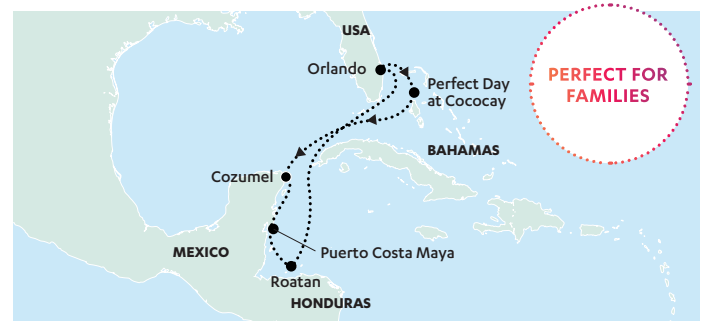 USA
Orlando
Perfect Day
at Cococay
PERFECT FOR
FAMILIES
BAHAMAS
Cozumel
MEXICO
Puerto Costa Maya
Roatan
HONDURAS